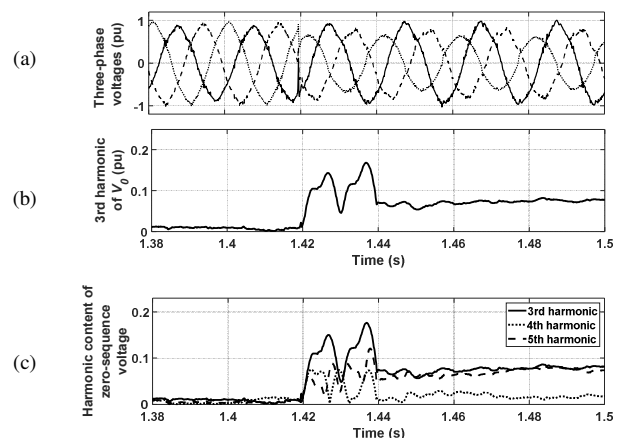 (a)
Three-phase
voltages (pu)
1
0
-1
(b)
3rd harmonic
of V0 (pu)
0.2
0.1
0
1.38 1.4 1.42 1.44 1.46 1.48 1.5
Time (s)
(c)
Harmonic content of
zero-sequence
voltage
0.2
0.1
0
3rd harmonic
4th harmonic
5th harmonic
1.38 1.4 1.42 1.44 1.46 1.48 1.5
Time (s)